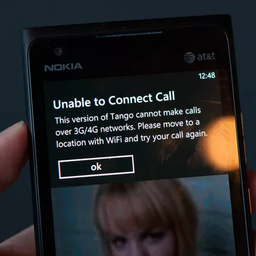 NOKIA
at&t
12:48
Unable to Connect Call
This version of Tango cannot make calls
over 3G/4G networks. Please move to a
location with WiFi and try your call again.
ok